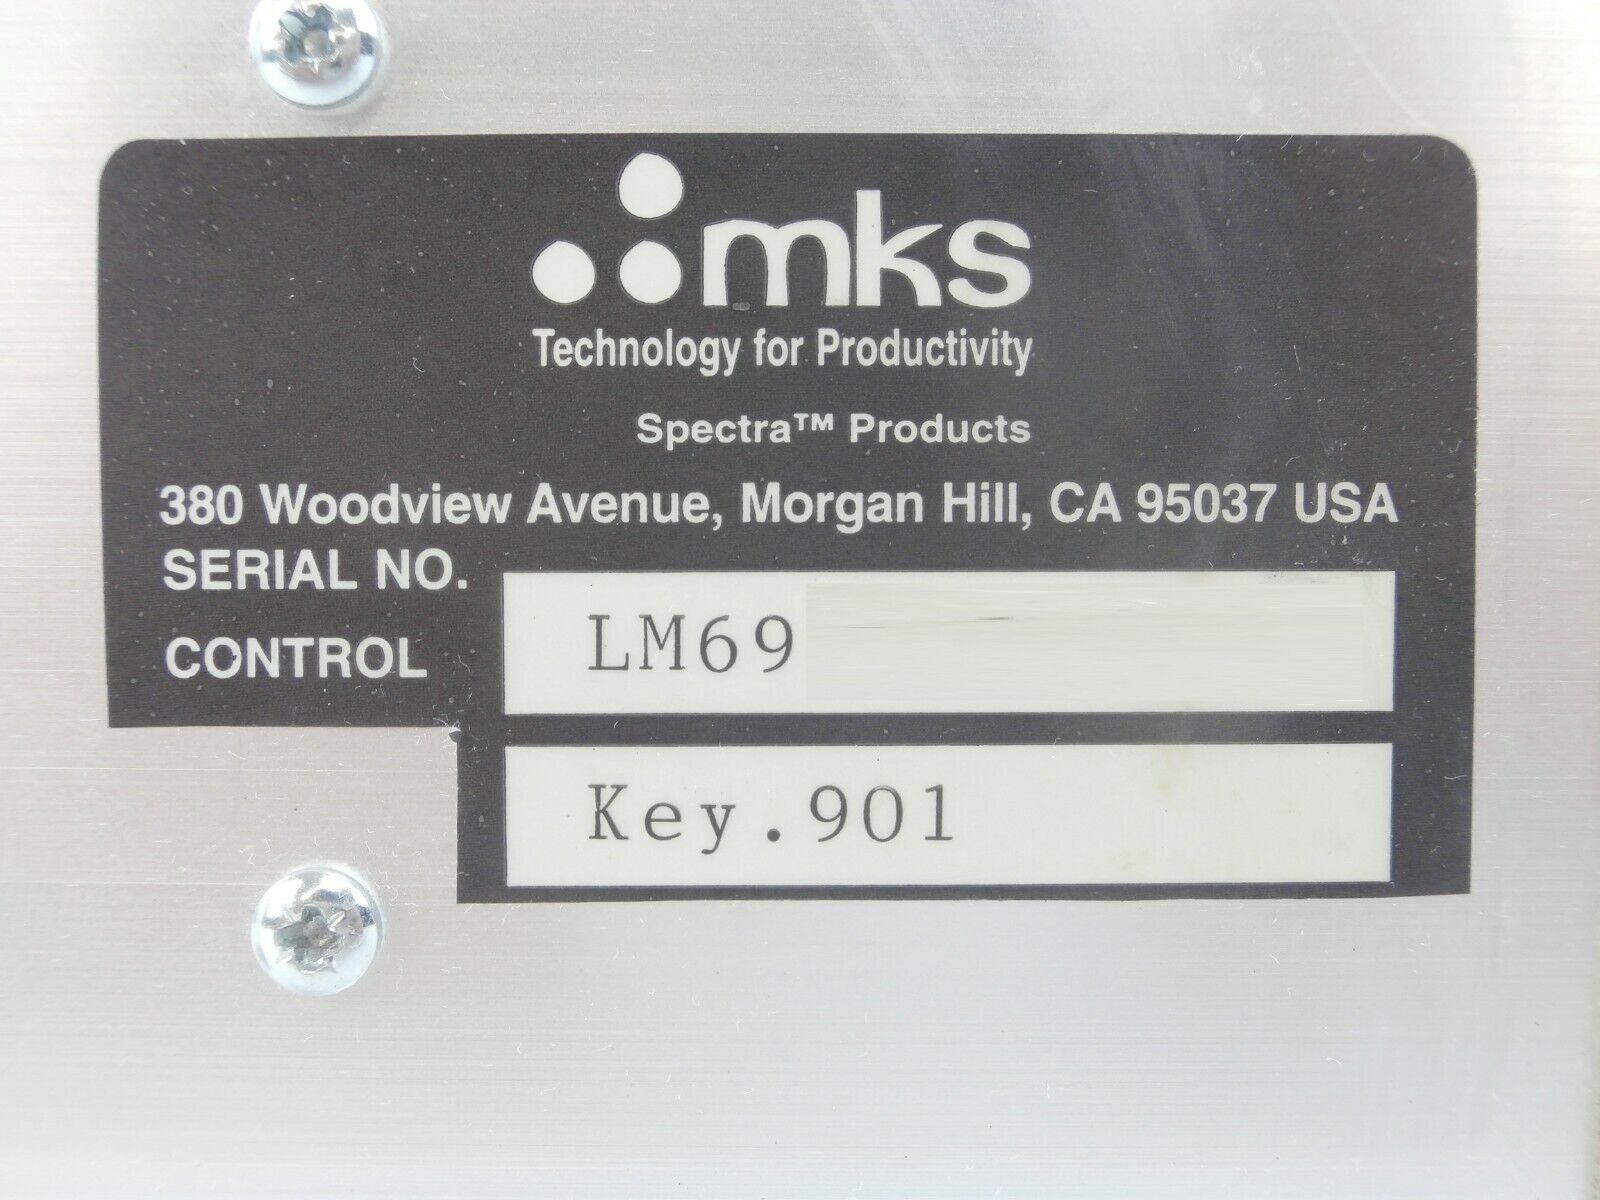 mks
Technology for Productivity
Spectra™ Products
380 Woodview Avenue, Morgan Hill, CA 95037 USA
SERIAL NO.
LM69
CONTROL
Key.901